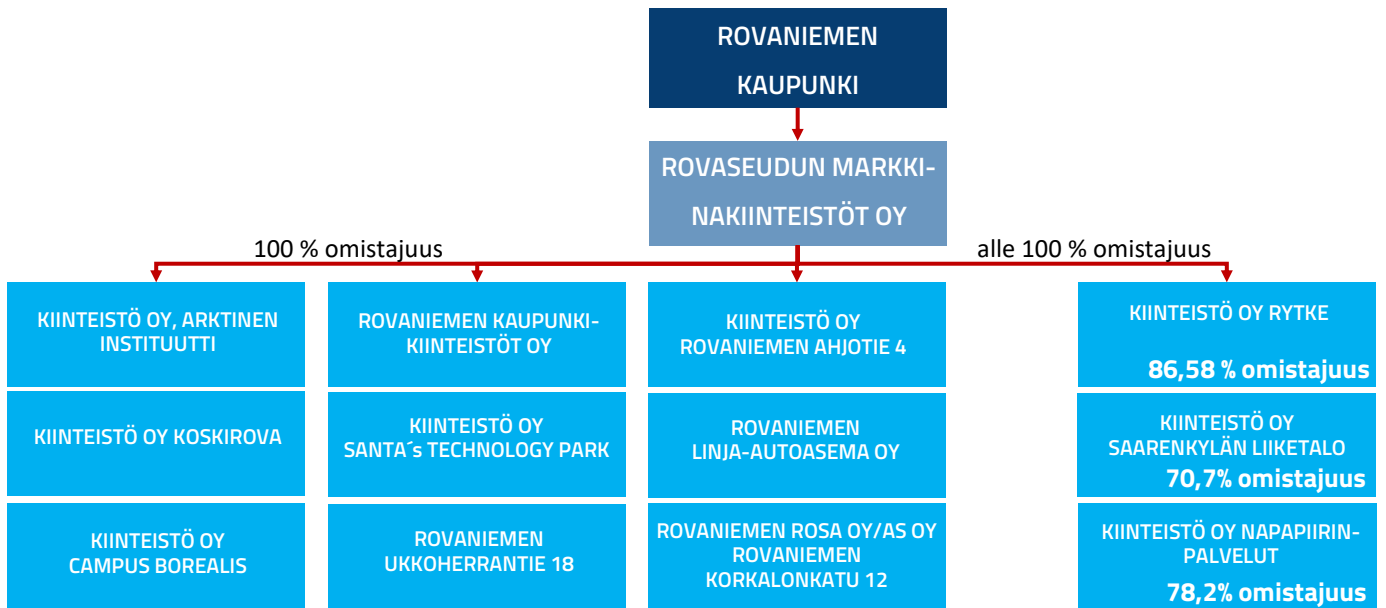 ROVANIEMEN
KAUPUNKI
ROVASEUDUN MARKKI-
NAKIINTEISTÖT OY
100 % omistajuus
alle 100 % omistajuus
KIINTEISTÖ OY, ARKTINEN
INSTITUUTTI
KIINTEISTÖ OY KOSKIROVA
KIINTEISTÖ OY
CAMPUS BOREALIS
ROVANIEMEN KAUPUNKI-
KIINTEISTÖT OY
KIINTEISTÖ OY
SANTA´s TECHNOLOGY PARK
ROVANIEMEN
UKKOHERRANTIE 18
KIINTEISTÖ OY
ROVANIEMEN AHJOTIE 4
ROVANIEMEN
LINJA-AUTOASEMA OY
ROVANIEMEN ROSA OY/AS OY
ROVANIEMEN
KORKALONKATU 12
KIINTEISTÖ OY RYTKE
86,58 % omistajuus
KIINTEISTÖ OY
SAARENKYLÄN LIIKETALO
70,7% omistajuus
KIINTEISTÖ OY NAPAPIIRIN-
PALVELUT
78,2% omistajuus